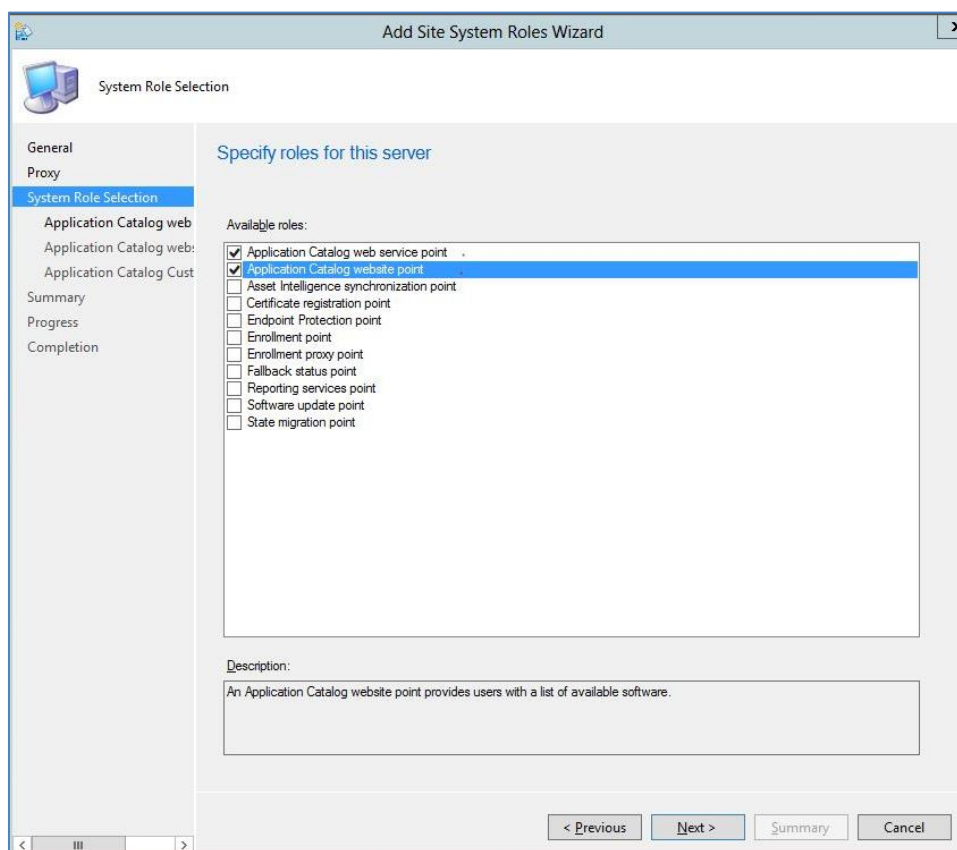 Add Site System Roles Wizard
System Role Selection
General
Proxy
System Role Selection
Application Catalog web
Application Catalog web
Application Catalog Cust
Summary
Progress
Completion
Specify roles for this server
Available roles:
Application Catalog web service point
Application Catalog website point
Asset Intelligence synchronization point
Certificate registration point
Endpoint Protection point
Enrollment point
Enrollment proxy point
Fallback status point
Reporting services point
Software update point
State migration point
Description:
An Application Catalog website point provides users with a list of available software.
< Previous
Next >
Summary
Cancel